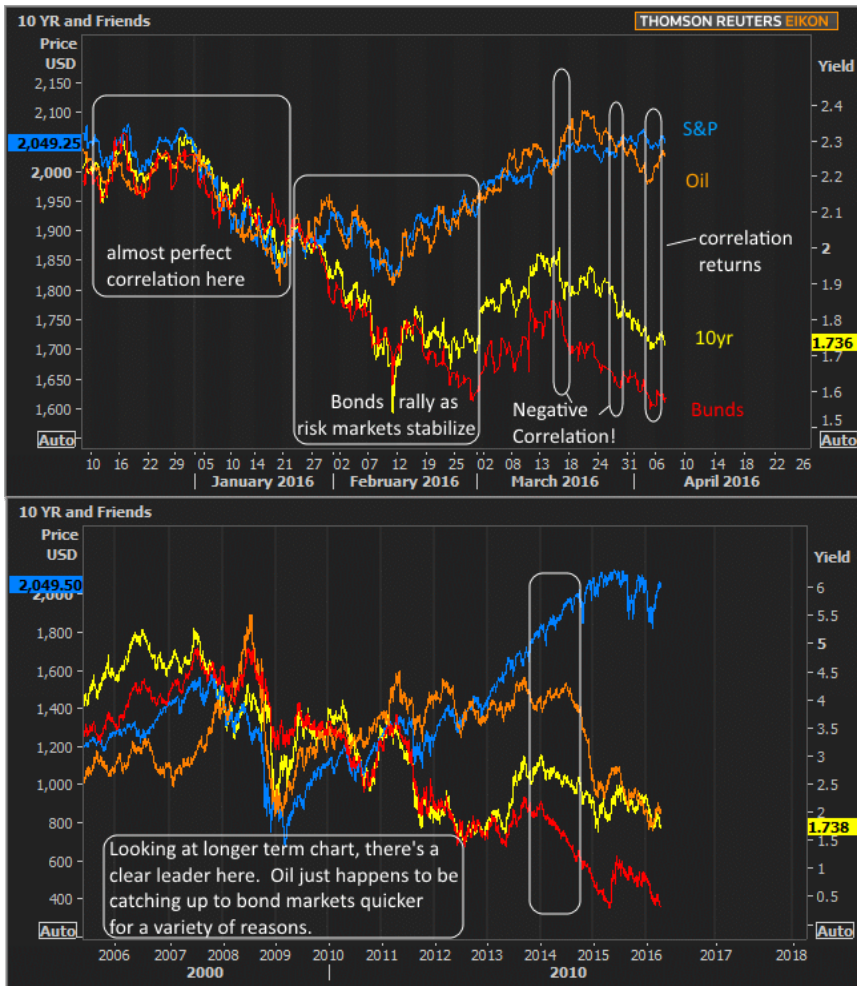 10 YR and Friends
THOMSON REUTERS EIKON
Price
USD
Yield
2,150
2,100
2,049.25
2,000
1,950
1,900
1,850
1,800
1,750
1,700
1,650
1,600
Auto
2.4
2.3
2.2
2.1
2
1.9
1.8
1.736
1.7
1.6
1.5
Auto
S&P
Oil
correlation
returns
10yr
Bunds
almost perfect
correlation here
Bonds rally as
risk markets stabilize
Negative
Correlation!
10 16 22 29 05 10 14 21 27 02 07 12 19 25 02 08 13 18 24 31 06 10 14 18 22 26
January 2016 February 2016 March 2016 April 2016
10 YR and Friends
Price
USD
Yield
2,049.50
2,000
1,800
1,600
1,400
1,200
1,000
800
600
400
Auto
6
5.5
5
4.5
4
3.5
3
2.5
2
1.738
1
0.5
Auto
Looking at longer term chart, there's a
clear leader here. Oil just happens to be
catching up to bond markets quicker
for a variety of reasons.
2006 2007 2008 2009 2010 2011 2012 2013 2014 2015 2016 2017 2018
2000 2010